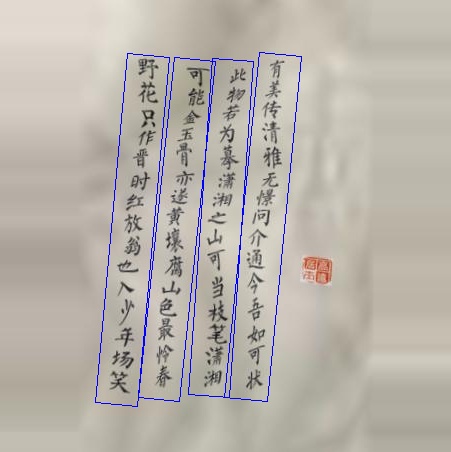 有美传清雅无憬问介通今吾如可状
此物若为摹潇湘之山可当枝笔潇湘
可能金玉骨亦遂黄壤腐山色最怜春
野花只作晋时红放翁也入少年场笑